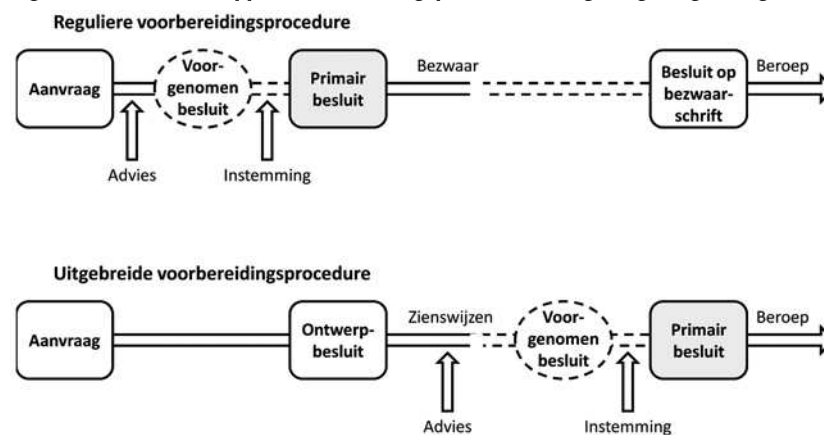 Reguliere voorbereidingsprocedure
Aanvraag
Voor-
genomen
besluit
Primair
besluit
Bezwaar
Besluit op
bezwaar-
schrift
Beroep
Advies
Instemming
Uitgebreide voorbereidingsprocedure
Aanvraag
Ontwerp-
besluit
Zienswijzen
Voor-
genomen
besluit
Primair
besluit
Beroep
Advies
Instemming